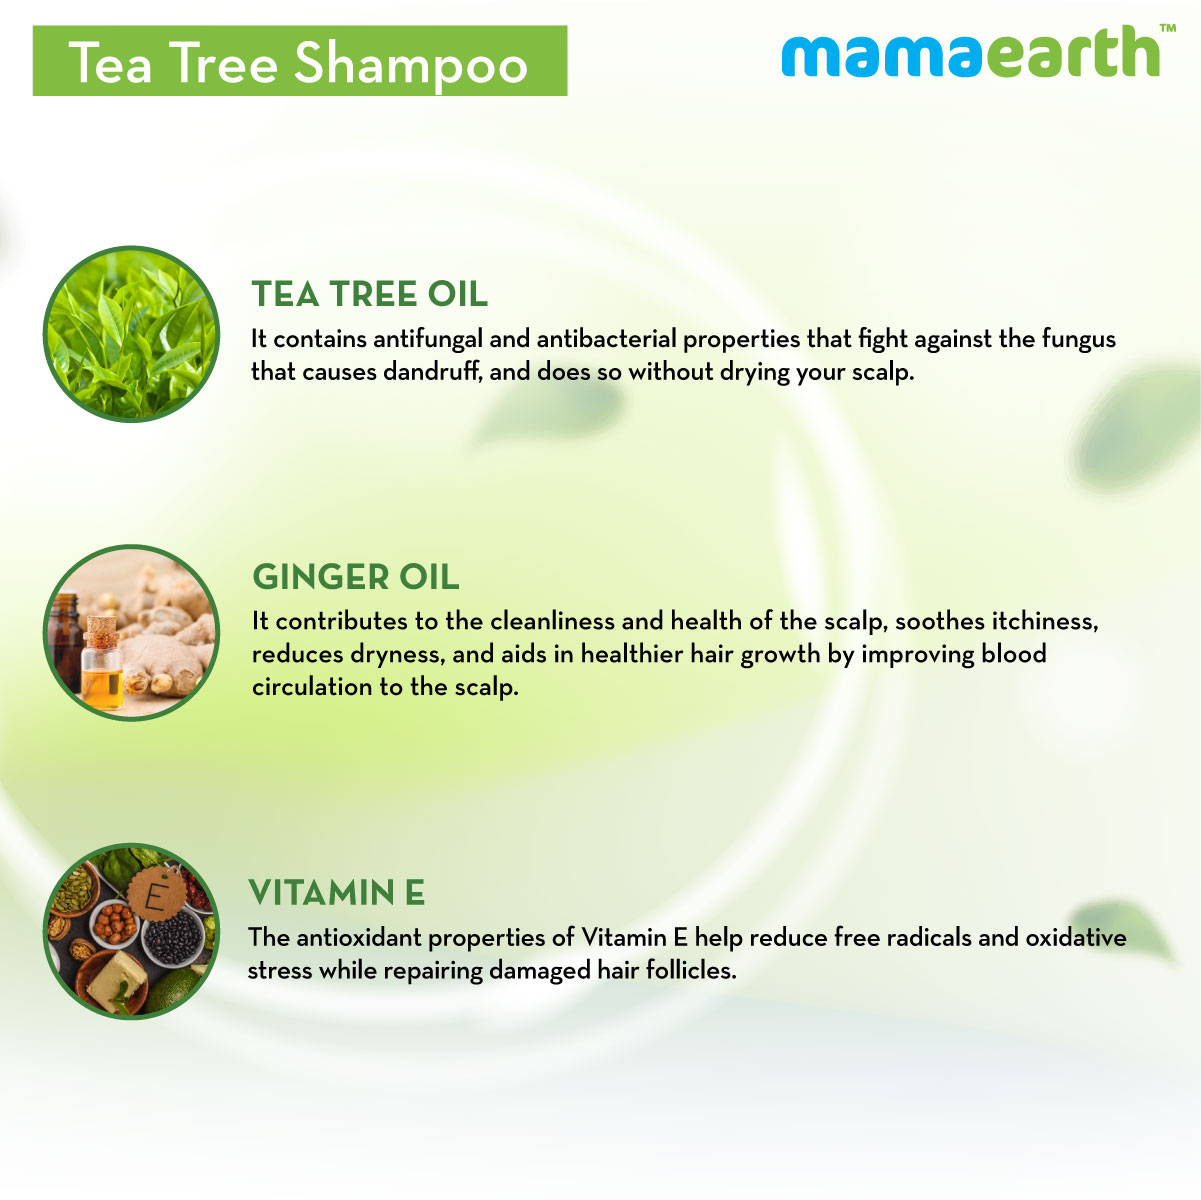 Tea Tree Shampoo
mamaearth™
TEA TREE OIL
It contains antifungal and antibacterial properties that fight against the fungus
that causes dandruff, and does so without drying your scalp.
GINGER OIL
It contributes to the cleanliness and health of the scalp, soothes itchiness,
reduces dryness, and aids in healthier hair growth by improving blood
circulation to the scalp.
E
VITAMIN E
The antioxidant properties of Vitamin E help reduce free radicals and oxidative
stress while repairing damaged hair follicles.